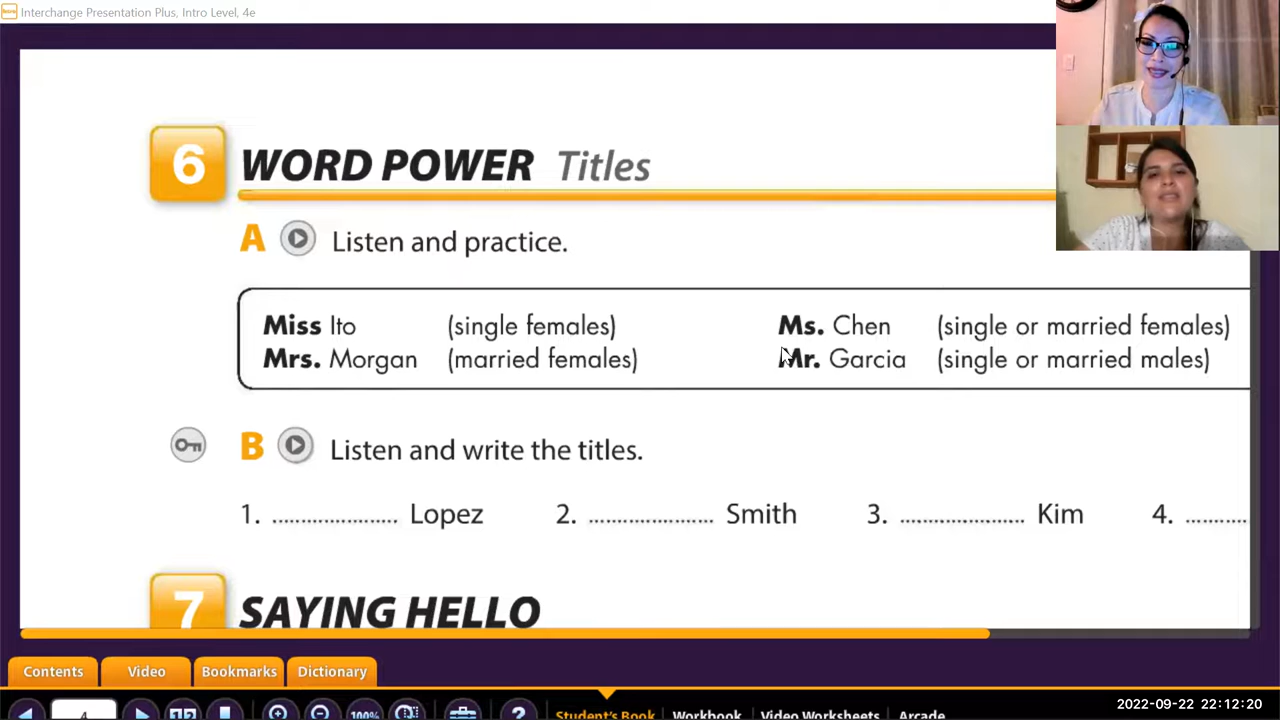 Interchange Presentation Plus, Intro Level, 4e
6 WORD POWER Titles
A Listen and practice.
Miss Ito (single females) Ms. Chen (single or married females)
Mrs. Morgan (married females) Mr. Garcia (single or married males)
B Listen and write the titles.
1. .................... Lopez 2. .................... Smith 3. .................... Kim 4. ..........
7 SAYING HELLO
Contents Video Bookmarks Dictionary
4 100% ? Student's Book Workbook Video Worksheets Arcade
2022-09-22 22:12:20